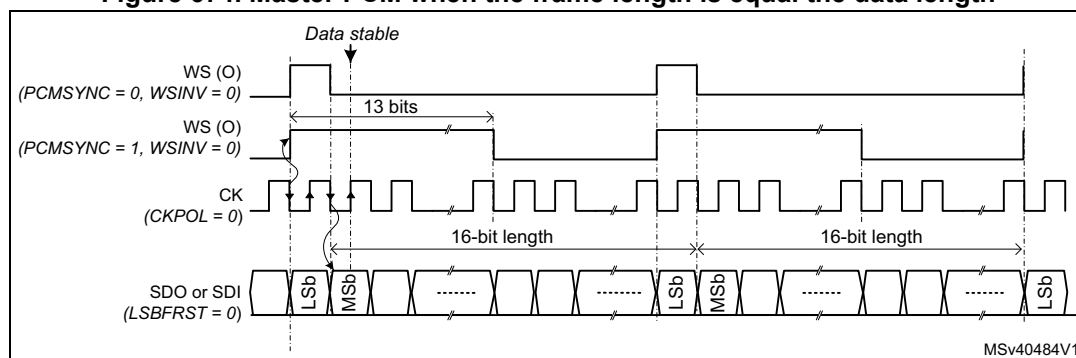 Master PCM when the frame length is equal the data length
Data stable
WS (O)
(PCMSYNC = 0, WSINV = 0)
13 bits
WS (O)
(PCMSYNC = 1, WSINV = 0)
CK
(CKPOL = 0)
16-bit length 16-bit length
SDO or SDI
(LSBFRST = 0)
LSb MSb LSb MSb LSb
MSv40484V1